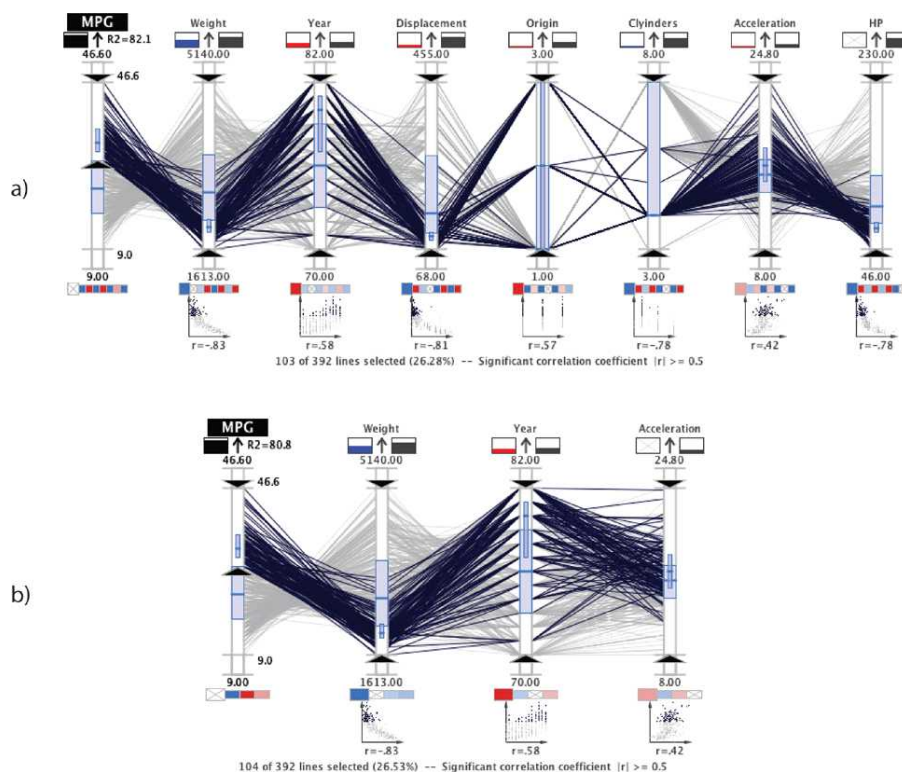 MPG Weight Year Displacement Origin Clyinders Acceleration HP
R2=82.1
46.60 5140.00 82.00 455.00 3.00 8.00 24.80 230.00
46.6
a)
9.0
9.00 1613.00 70.00 68.00 1.00 3.00 8.00 46.00
r=-.83 r=.58 r=-.81 r=.57 r=-.78 r=.42 r=-.78
103 of 392 lines selected (26.28%) -- Significant correlation coefficient |r| >= 0.5
MPG Weight Year Acceleration
R2=80.8
46.60 5140.00 82.00 24.80
46.6
b)
9.0
9.00 1613.00 70.00 8.00
r=-.83 r=.58 r=.42
104 of 392 lines selected (26.53%) -- Significant correlation coefficient |r| >= 0.5